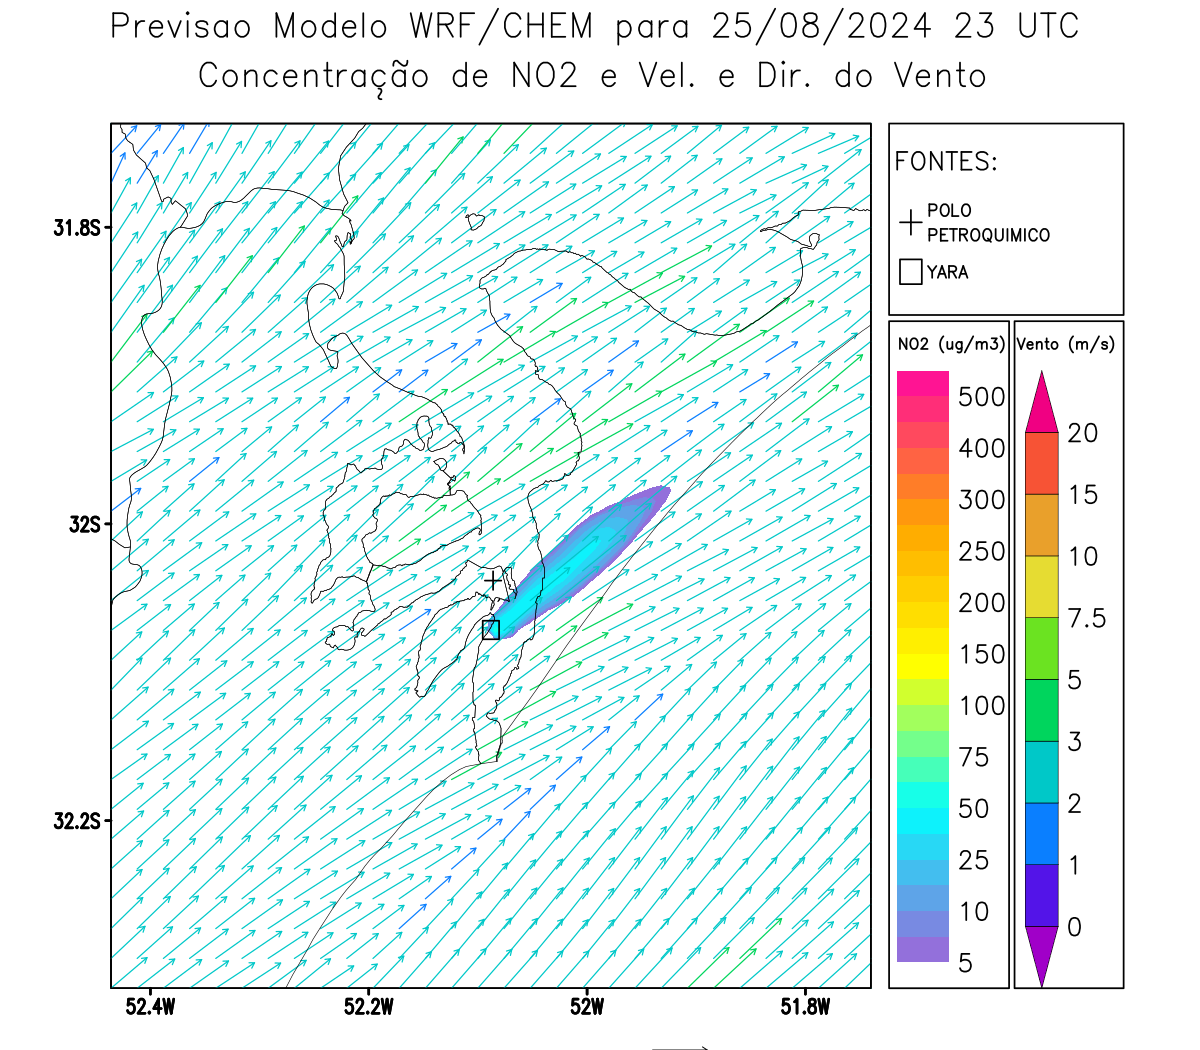 Previsao Modelo WRF/CHEM para 25/08/2024 23 UTC
Concentração de NO2 e Vel. e Dir. do Vento
FONTES:
POLO
PETROQUIMICO
YARA
NO2 (ug/m3)
500
400
300
250
200
150
100
75
50
25
10
5
Vento (m/s)
20
15
10
7.5
5
3
2
1
0
31.8S
32S
32.2S
52.4W 52.2W 52W 51.8W